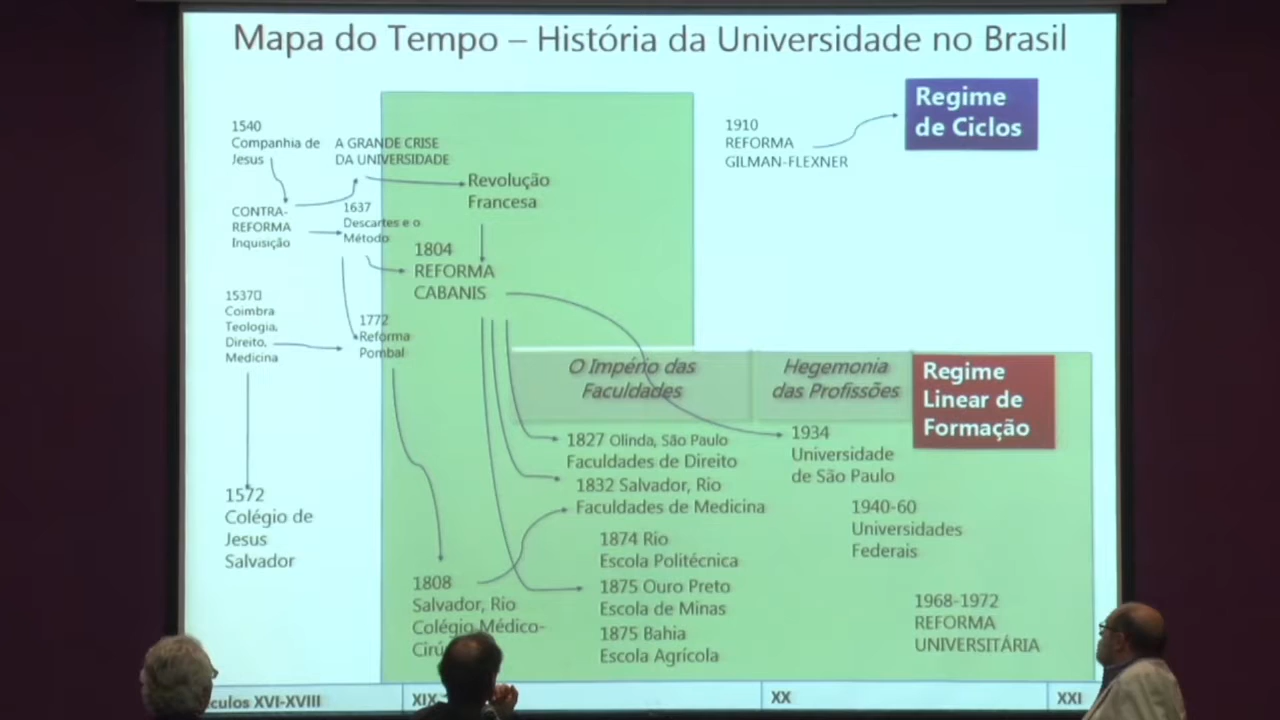 Mapa do Tempo – História da Universidade no Brasil
Regime
de Ciclos
1910
REFORMA
GILMAN-FLEXNER
1540
Companhia de
Jesus
A GRANDE CRISE
DA UNIVERSIDADE
Revolução
Francesa
CONTRA-
REFORMA
Inquisição
1637
Descartes e o
Método
1804
REFORMA
CABANIS
1537
Coimbra
Teologia,
Direito,
Medicina
1772
Reforma
Pombal
O Império das
Faculdades
Hegemonia
das Profissões
Regime
Linear de
Formação
1827 Olinda, São Paulo
Faculdades de Direito
1934
Universidade
de São Paulo
1832 Salvador, Rio
Faculdades de Medicina
1572
Colégio de
Jesus
Salvador
1940-60
Universidades
Federais
1874 Rio
Escola Politécnica
1808
Salvador, Rio
Colégio Médico-
1875 Ouro Preto
Escola de Minas
1968-1972
REFORMA
UNIVERSITÁRIA
1875 Bahia
Escola Agrícola
XVI-XVIII
XIX
XX
XXI